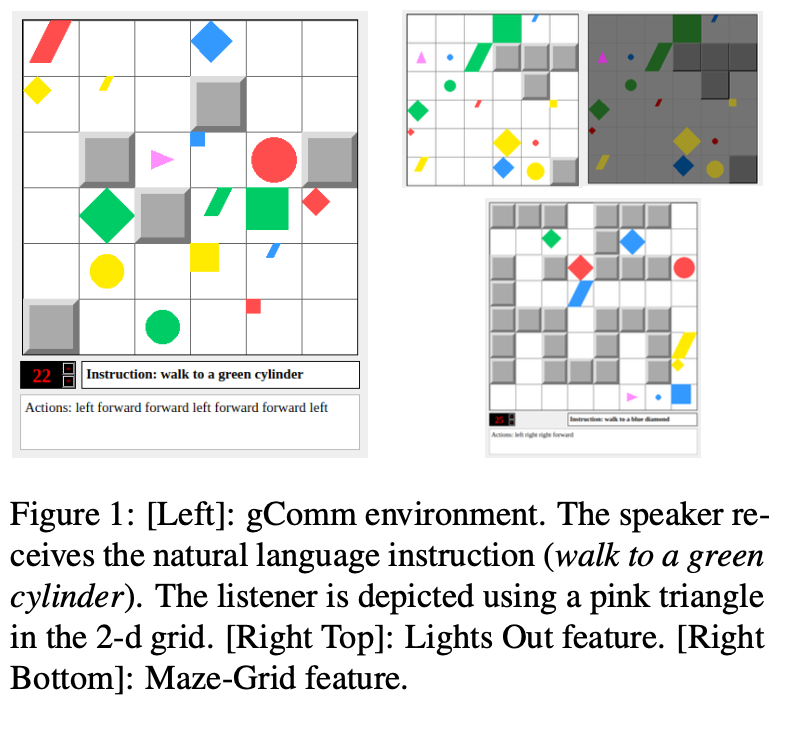 22
Instruction: walk to a green cylinder
Actions: left forward forward left forward forward left
25
Instruction: walk to a blue diamond
Actions: left right right forward
Figure 1: [Left]: gComm environment. The speaker re-
ceives the natural language instruction (walk to a green
cylinder). The listener is depicted using a pink triangle
in the 2-d grid. [Right Top]: Lights Out feature. [Right
Bottom]: Maze-Grid feature.